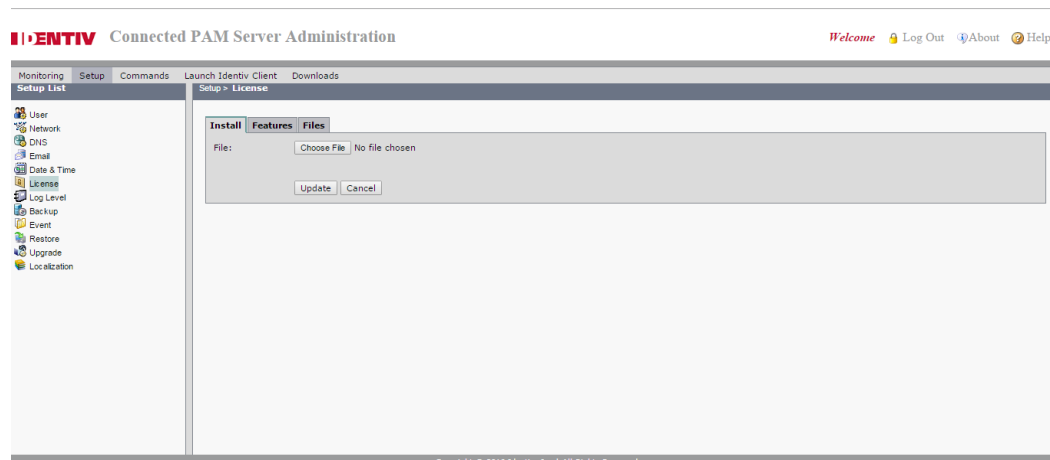 IDENTIV Connected PAM Server Administration
Welcome Log Out About Help
Monitoring Setup Commands Launch Identiv Client Downloads
Setup List
Setup > License
User
Network
DNS
Email
Date & Time
License
Log Level
Backup
Event
Restore
Upgrade
Localization
Install Features Files
File: Choose File No file chosen
Update Cancel